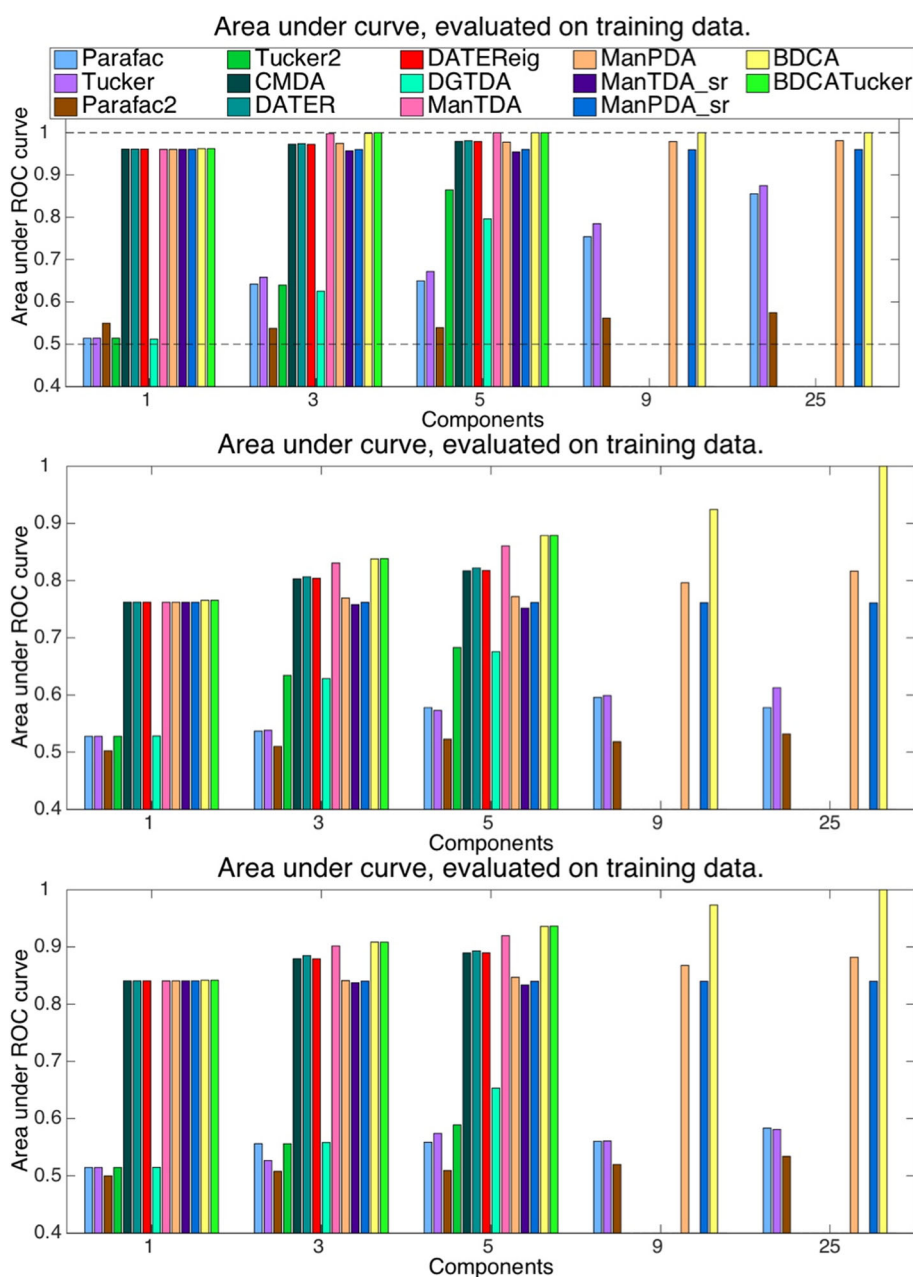 Area under curve, evaluated on training data.
Parafac Tucker2 DATEReig ManPDA BDCA
Tucker CMDA DGTDA ManTDA_sr BDCATucker
Parafac2 DATER ManTDA ManPDA_sr
Area under ROC curve
1
0.9
0.8
0.7
0.6
0.5
0.4
1 3 5 9 25
Components
Area under curve, evaluated on training data.
Area under ROC curve
1
0.9
0.8
0.7
0.6
0.5
0.4
1 3 5 9 25
Components
Area under curve, evaluated on training data.
Area under ROC curve
1
0.9
0.8
0.7
0.6
0.5
0.4
1 3 5 9 25
Components